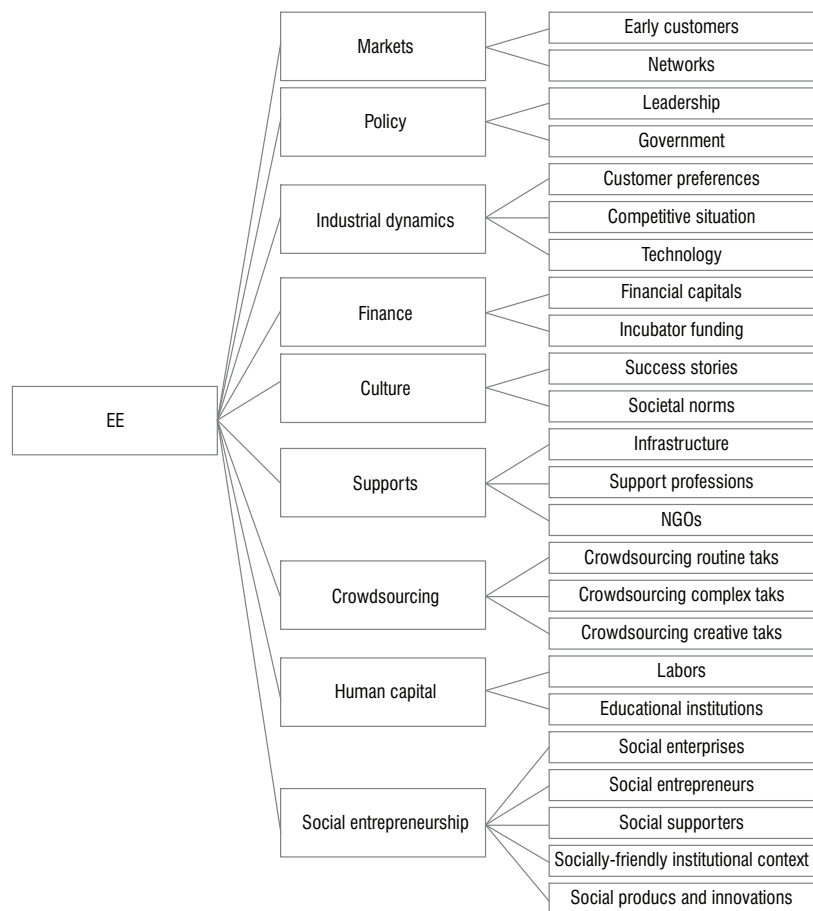 EE
Markets
Early customers
Networks
Policy
Leadership
Government
Industrial dynamics
Customer preferences
Competitive situation
Technology
Finance
Financial capitals
Incubator funding
Culture
Success stories
Societal norms
Supports
Infrastructure
Support professions
NGOs
Crowdsourcing
Crowdsourcing routine taks
Crowdsourcing complex taks
Crowdsourcing creative taks
Human capital
Labors
Educational institutions
Social entrepreneurship
Social enterprises
Social entrepreneurs
Social supporters
Socially-friendly institutional context
Social producs and innovations